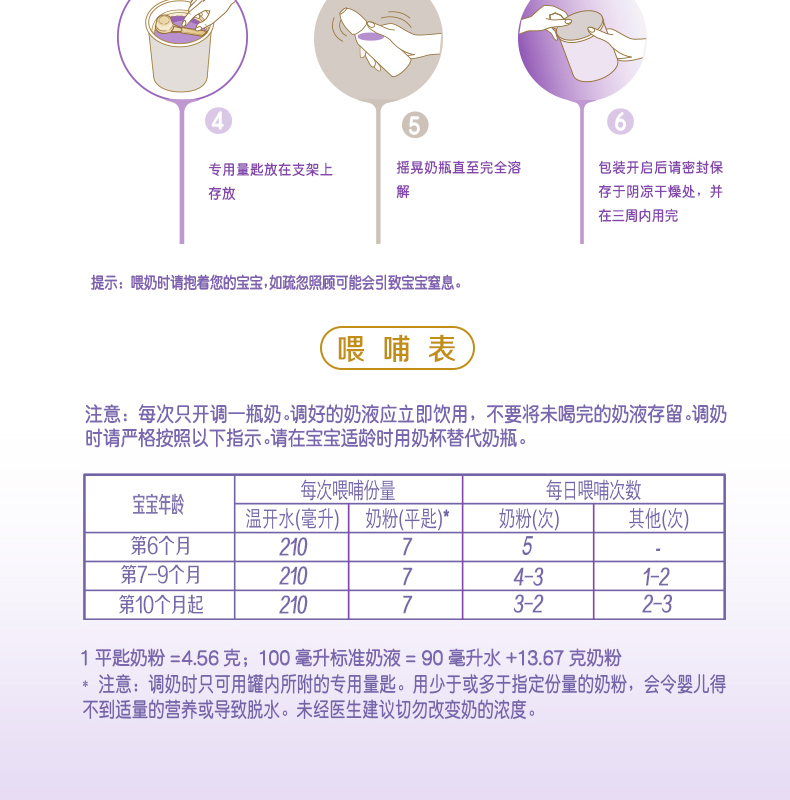 4
专用量匙放在支架上
存放
5
摇晃奶瓶直至完全溶
解
6
包装开启后请密封保
存于阴凉干燥处，并
在三周内用完
提示：喂奶时请抱着您的宝宝，如疏忽照顾可能会引致宝宝窒息。
喂 哺 表
注意：每次只开调一瓶奶。调好的奶液应立即饮用，不要将未喝完的奶液存留。调奶
时请严格按照以下指示。请在宝宝适龄时用奶杯替代奶瓶。
宝宝年龄 每次喂哺份量 每日喂哺次数
温开水(毫升) 奶粉(平匙)* 奶粉(次) 其他(次)
第6个月 210 7 5 -
第7-9个月 210 7 4-3 1-2
第10个月起 210 7 3-2 2-3
1 平匙奶粉 =4.56 克；100 毫升标准奶液 = 90 毫升水 +13.67 克奶粉
* 注意：调奶时只可用罐内所附的专用量匙。用少于或多于指定份量的奶粉，会令婴儿得
不到适量的营养或导致脱水。未经医生建议切勿改变奶的浓度。